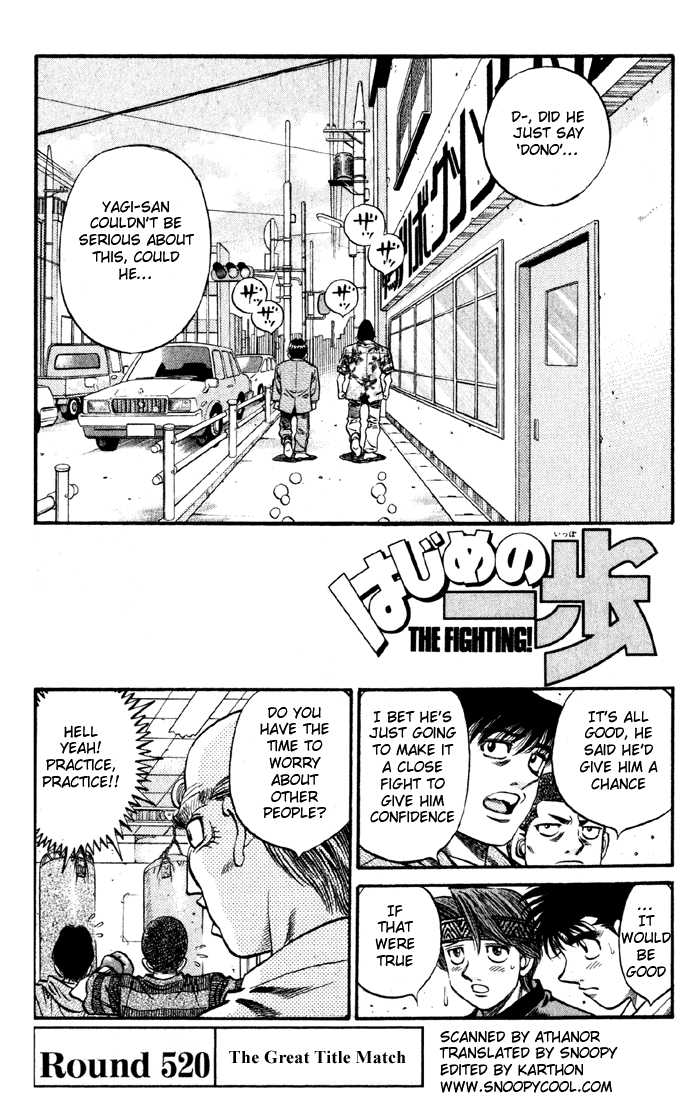 D-, DID HE
JUST SAY
'DONO'...
YAGI-SAN
COULDN'T BE
SERIOUS ABOUT
THIS, COULD
HE...
ザッ
ザッ
ザッ
ザッ
ボクシン
はじめの一歩
いっぽ
THE FIGHTING!
IT'S ALL
GOOD, HE
SAID HE'D
GIVE HIM A
CHANCE
I BET HE'S
JUST GOING
TO MAKE IT
A CLOSE
FIGHT TO
GIVE HIM
CONFIDENCE
...
IT
WOULD
BE
GOOD
IF
THAT
WERE
TRUE
DO YOU
HAVE THE
TIME TO
WORRY
ABOUT
OTHER
PEOPLE?
HELL
YEAH!
PRACTICE,
PRACTICE!!
Round 520
The Great Title Match
SCANNED BY ATHANOR
TRANSLATED BY SNOOPY
EDITED BY KARTHON
WWW.SNOOPYCOOL.COM